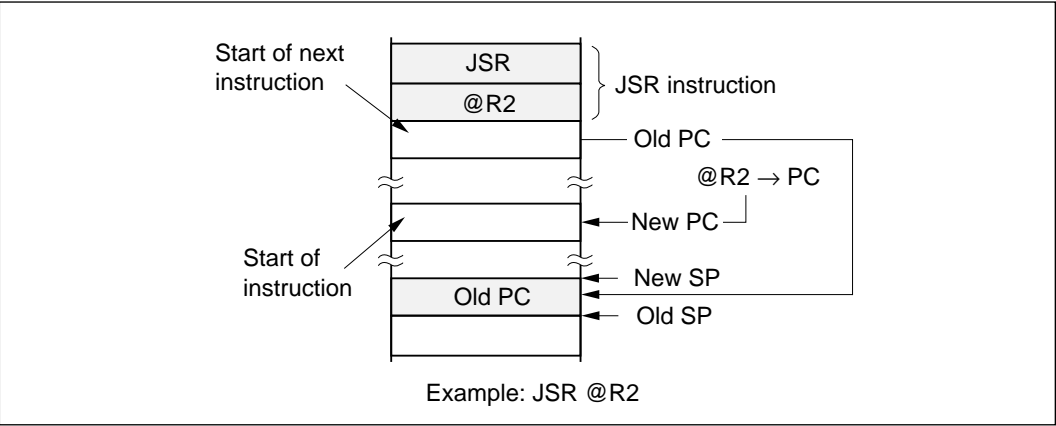 Start of next
instruction
JSR
@R2
JSR instruction
Old PC
@R2 → PC
New PC
Start of
instruction
New SP
Old PC
Old SP
Example: JSR @R2